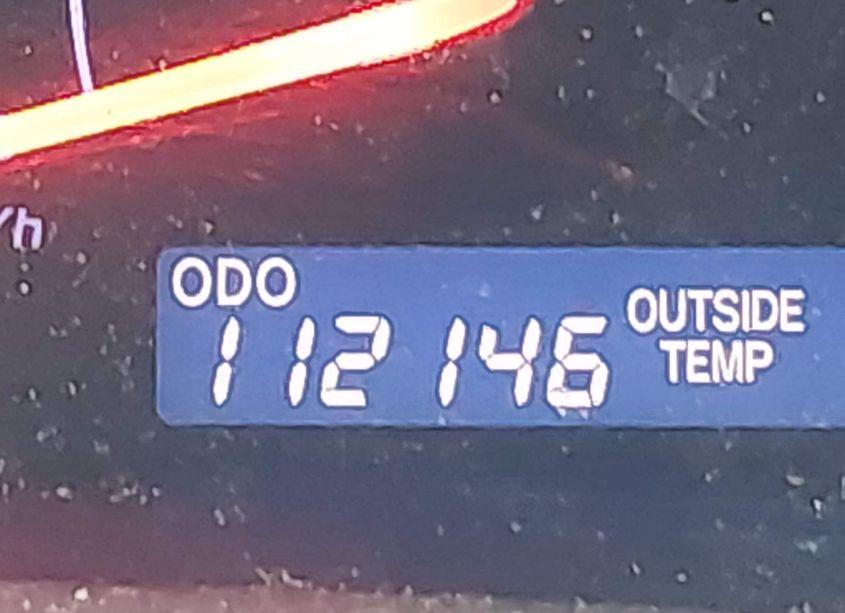 /h
ODO
112146
OUTSIDE
TEMP